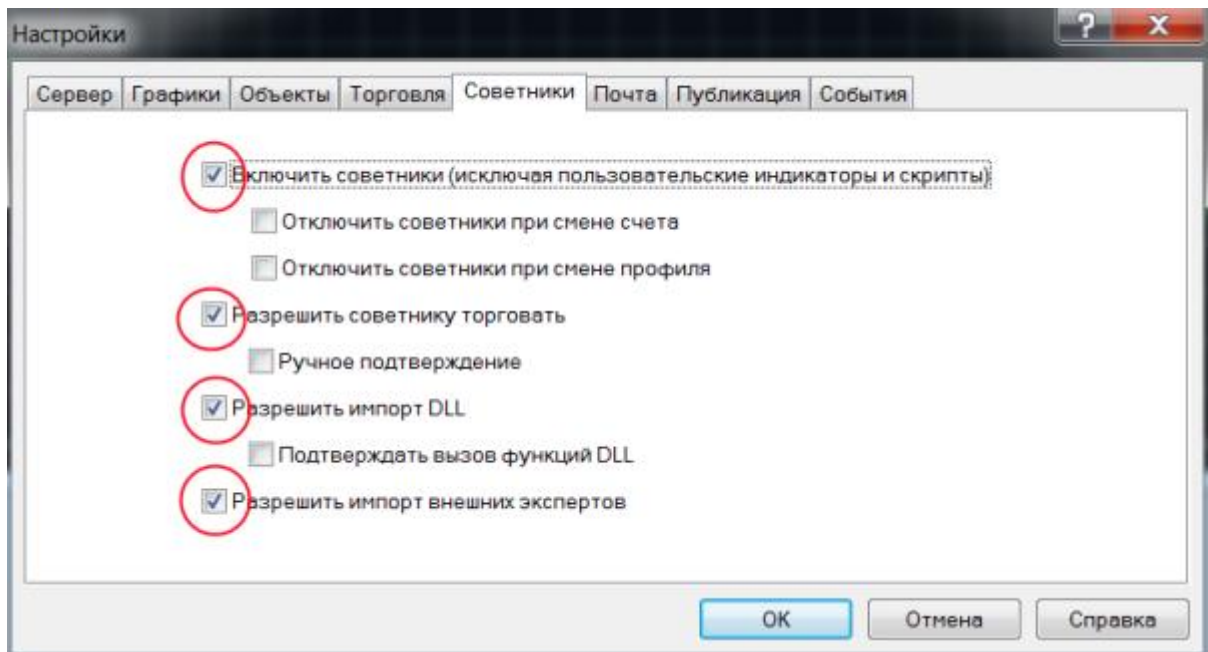 Настройки
Сервер Графики Объекты Торговля Советники Почта Публикация События
Включить советники (исключая пользовательские индикаторы и скрипты)
Отключить советники при смене счета
Отключить советники при смене профиля
Разрешить советнику торговать
Ручное подтверждение
Разрешить импорт DLL
Подтверждать вызов функций DLL
Разрешить импорт внешних экспертов
OK Отмена Справка